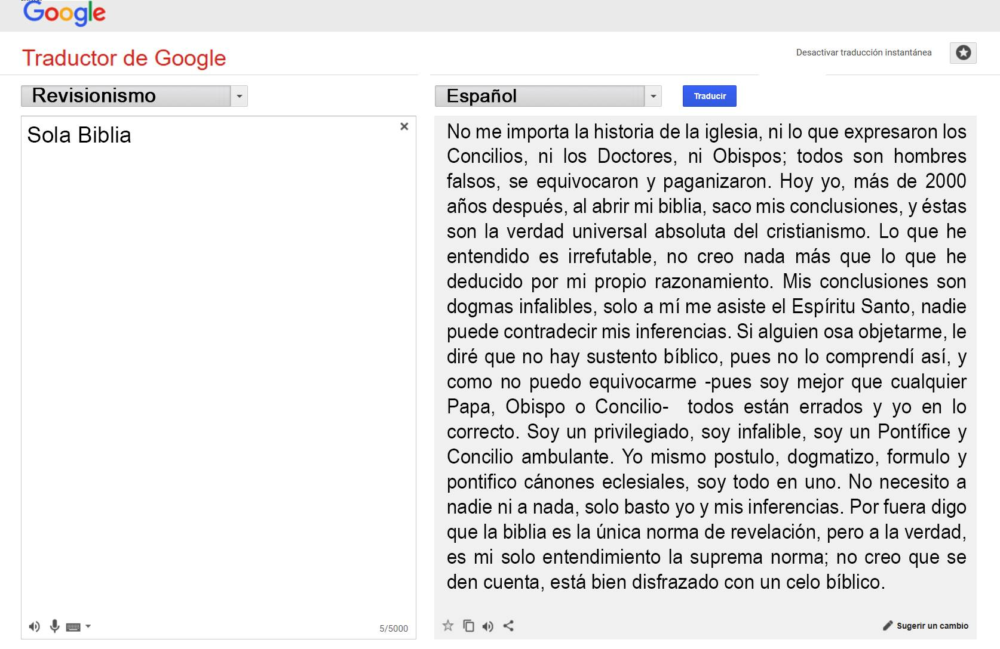 Google
Traductor de Google
Desactivar traducción instantánea
Revisionismo
Español
Traducir
Sola Biblia
No me importa la historia de la iglesia, ni lo que expresaron los
Concilios, ni los Doctores, ni Obispos; todos son hombres
falsos, se equivocaron y paganizaron. Hoy yo, más de 2000
años después, al abrir mi biblia, saco mis conclusiones, y éstas
son la verdad universal absoluta del cristianismo. Lo que he
entendido es irrefutable, no creo nada más que lo que he
deducido por mi propio razonamiento. Mis conclusiones son
dogmas infalibles, solo a mí me asiste el Espíritu Santo, nadie
puede contradecir mis inferencias. Si alguien osa objetarme, le
diré que no hay sustento bíblico, pues no lo comprendí así, y
como no puedo equivocarme -pues soy mejor que cualquier
Papa, Obispo o Concilio- todos están errados y yo en lo
correcto. Soy un privilegiado, soy infalible, soy un Pontífice y
Concilio ambulante. Yo mismo postulo, dogmatizo, formulo y
pontifico cánones eclesiales, soy todo en uno. No necesito a
nadie ni a nada, solo basto yo y mis inferencias. Por fuera digo
que la biblia es la única norma de revelación, pero a la verdad,
es mi solo entendimiento la suprema norma; no creo que se
den cuenta, está bien disfrazado con un celo bíblico.
5/5000
Sugerir un cambio